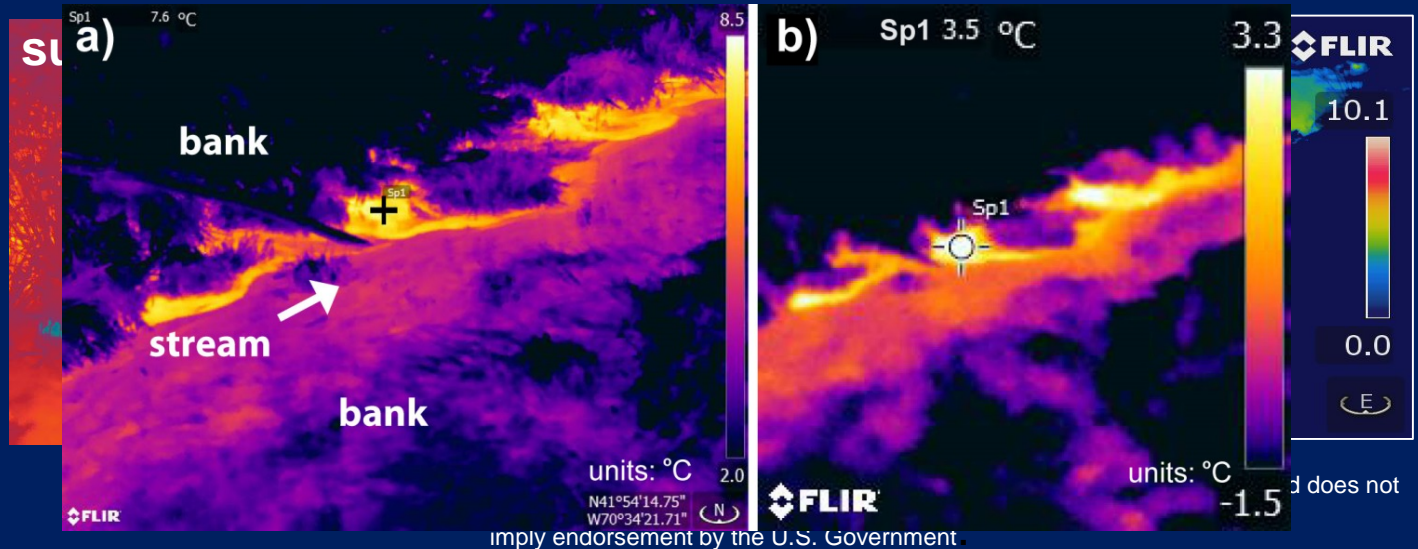 su
Sp1 7.6 °C
a)
8.5
bank
Sp1
stream
bank
units: °C
2.0
N41°54'14.75"
W70°34'21.71"
N
FLIR
b)
Sp1 3.5 °C
3.3
Sp1
units: °C
-1.5
FLIR
FLIR
10.1
0.0
E
d does not
imply endorsement by the U.S. Government.